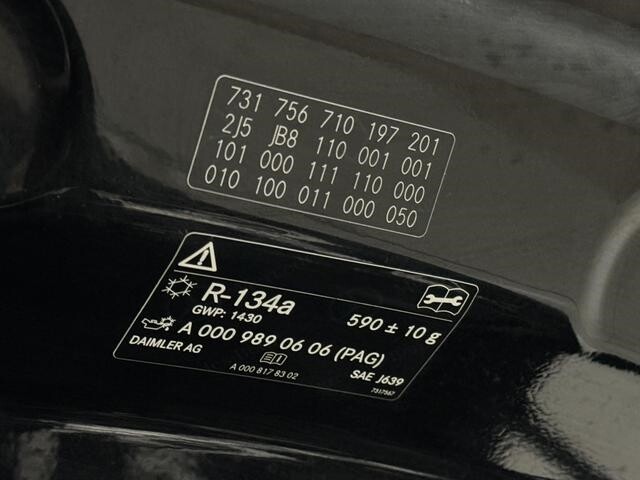 731 756 710 197 201
2J5 JB8 110 001 001
101 000 111 110 000
010 100 011 000 050
R-134a 590 ± 10 g
GWP: 1430
A 000 989 06 06 (PAG)
DAIMLER AG SAE J639
A 000 817 83 02
7317567